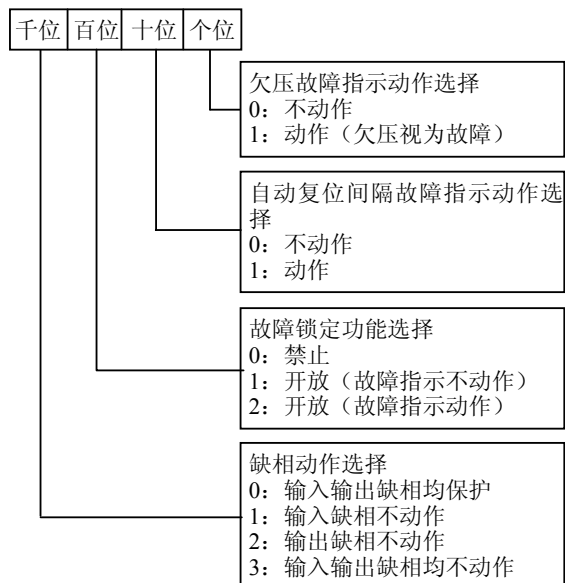 千位 百位 十位 个位
欠压故障指示动作选择
0：不动作
1：动作（欠压视为故障）
自动复位间隔故障指示动作选
择
0：不动作
1：动作
故障锁定功能选择
0：禁止
1：开放（故障指示不动作）
2：开放（故障指示动作）
缺相动作选择
0：输入输出缺相均保护
1：输入缺相不动作
2：输出缺相不动作
3：输入输出缺相均不动作